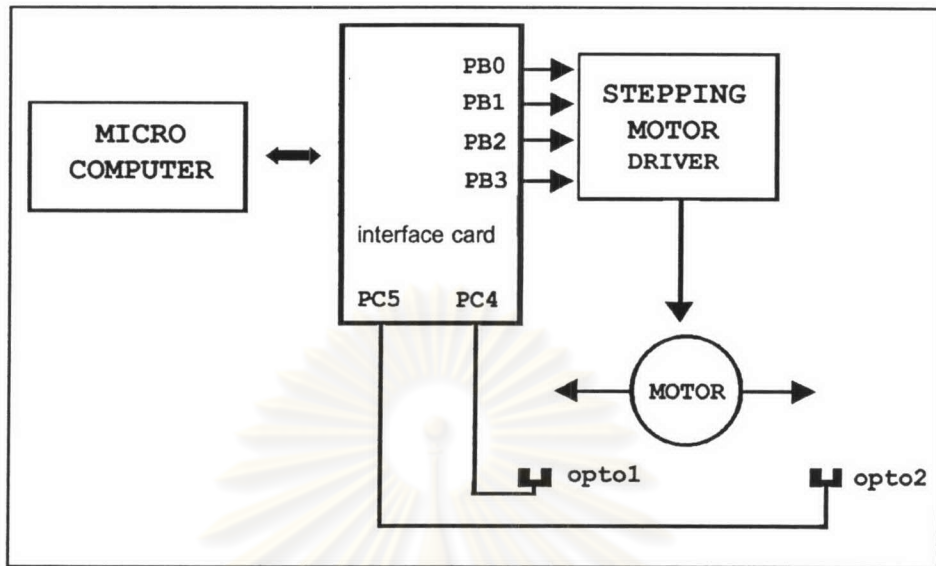 MICRO
COMPUTER
PB0
PB1
PB2
PB3
interface card
PC5 PC4
STEPPING
MOTOR
DRIVER
MOTOR
opto1
opto2